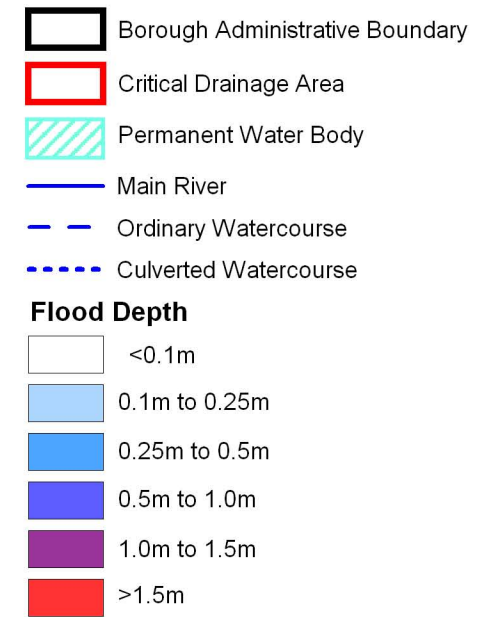 Borough Administrative Boundary
Critical Drainage Area
Permanent Water Body
Main River
Ordinary Watercourse
Culverted Watercourse
Flood Depth
<0.1m
0.1m to 0.25m
0.25m to 0.5m
0.5m to 1.0m
1.0m to 1.5m
>1.5m